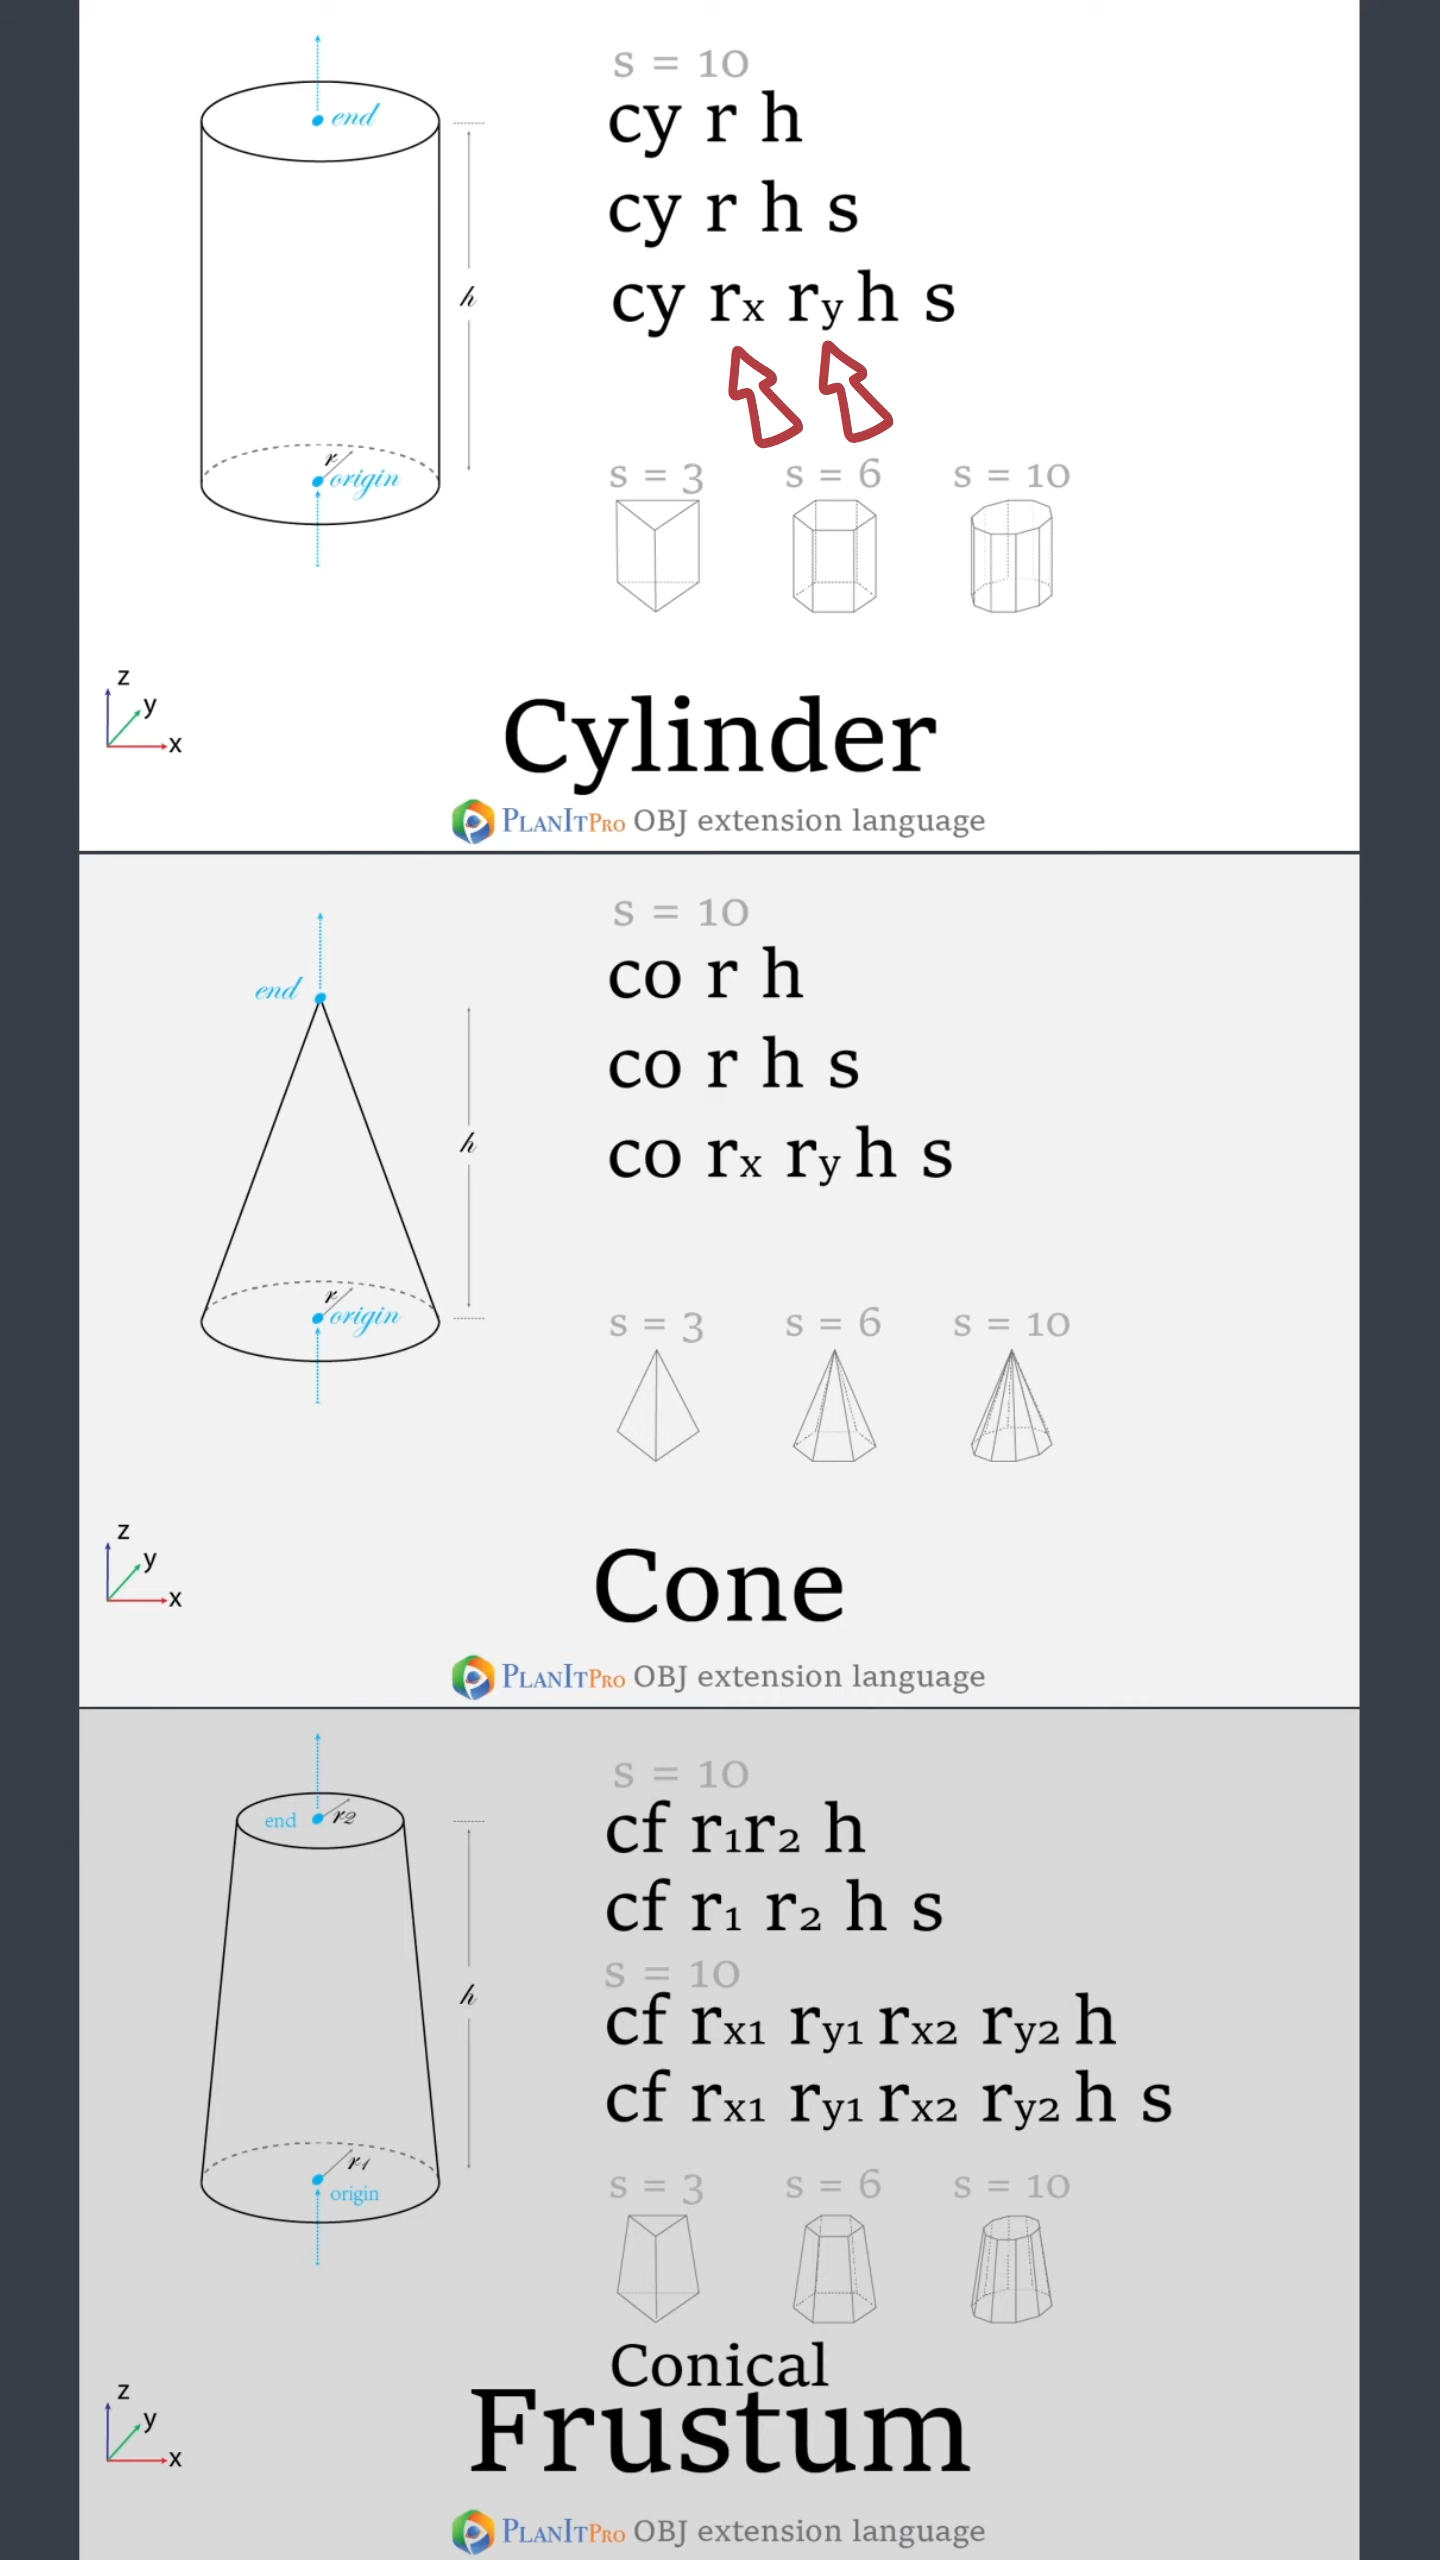 s = 10
cy r h
end
cy r h s
cy rx ry h s
h
r
origin
s = 3 s = 6 s = 10
z
y
x
Cylinder
PLANITPRO OBJ extension language
s = 10
co r h
end
co r h s
h
co rx ry h s
r
origin
s = 3 s = 6 s = 10
z
y
x
Cone
PLANITPRO OBJ extension language
s = 10
end r2
cf r1r2 h
cf r1 r2 h s
s = 10
h
cf rx1 ry1 rx2 ry2 h
cf rx1 ry1 rx2 ry2 h s
r1
origin
s = 3 s = 6 s = 10
Conical
Frustum
z
y
x
PLANITPRO OBJ extension language